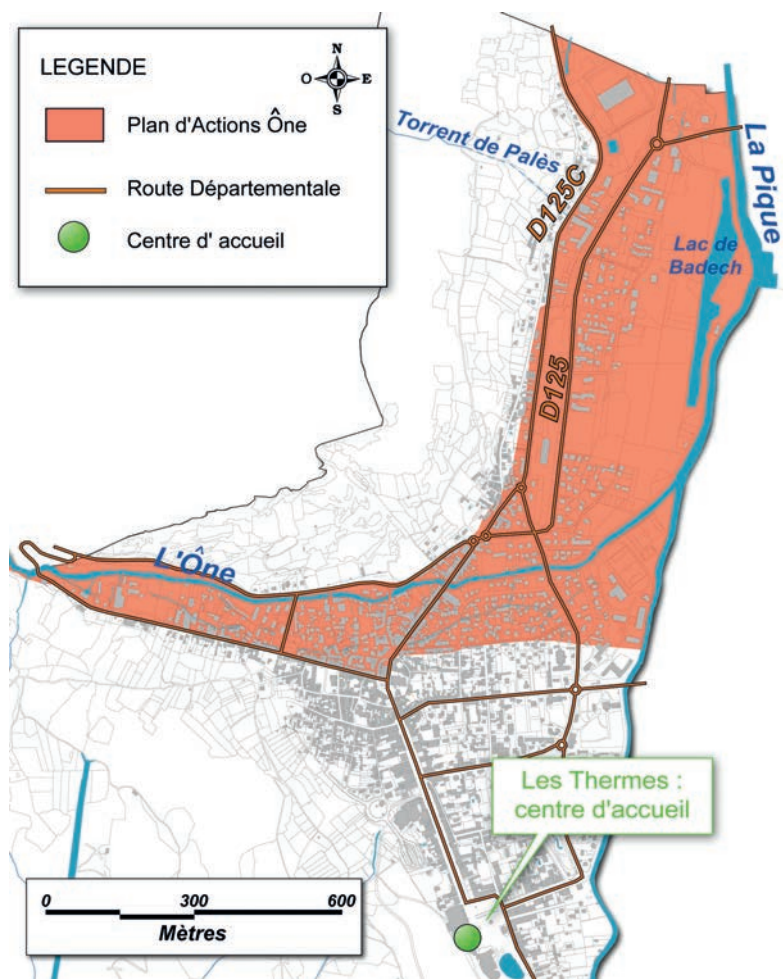 LEGENDE
N
O E
S
Plan d'Actions Ône
Route Départementale
Centre d' accueil
Torrent de Palès
D125C
La Pique
Lac de
Badech
D125
L'Ône
Les Thermes :
centre d'accueil
0 300 600
Mètres